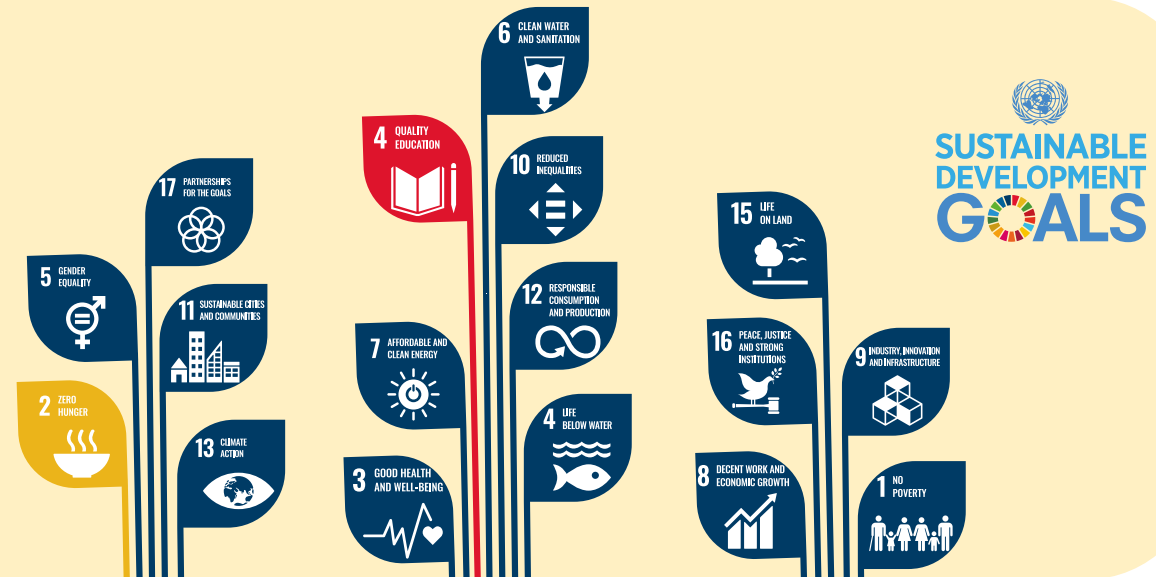 6 CLEAN WATER
AND SANITATION
4 QUALITY
EDUCATION
10 REDUCED
INEQUALITIES
17 PARTNERSHIPS
FOR THE GOALS
15 LIFE
ON LAND
SUSTAINABLE
DEVELOPMENT
GOALS
5 GENDER
EQUALITY
11 SUSTAINABLE CITIES
AND COMMUNITIES
12 RESPONSIBLE
CONSUMPTION
AND PRODUCTION
7 AFFORDABLE AND
CLEAN ENERGY
16 PEACE, JUSTICE
AND STRONG
INSTITUTIONS
9 INDUSTRY, INNOVATION
AND INFRASTRUCTURE
2 ZERO
HUNGER
13 CLIMATE
ACTION
4 LIFE
BELOW WATER
3 GOOD HEALTH
AND WELL-BEING
8 DECENT WORK AND
ECONOMIC GROWTH
1 NO
POVERTY